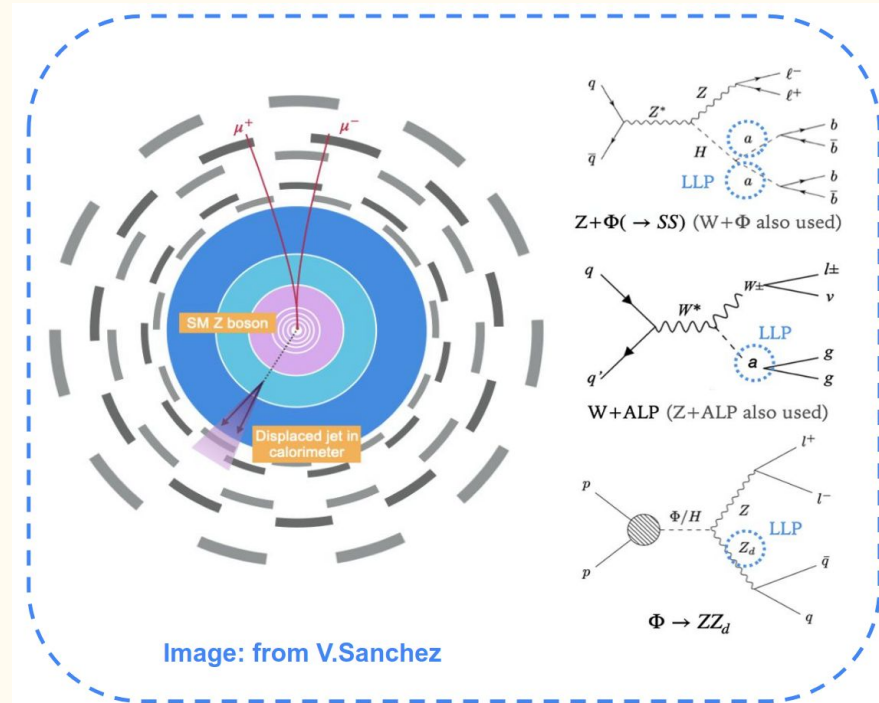 μ⁺
μ⁻
SM Z boson
Displaced jet in
calorimeter
q
q̄
Z*
Z
ℓ⁻
ℓ⁺
H
a
a
LLP
b
b̄
b
b̄
Z+Φ(→ SS) (W+Φ also used)
q
q'
W*
W±
l±
ν
LLP
a
g
g
W+ALP (Z+ALP also used)
p
p
Φ/H
Z
l⁺
l⁻
LLP
Z_d
q̄
q
Φ → ZZ_d
Image: from V.Sanchez